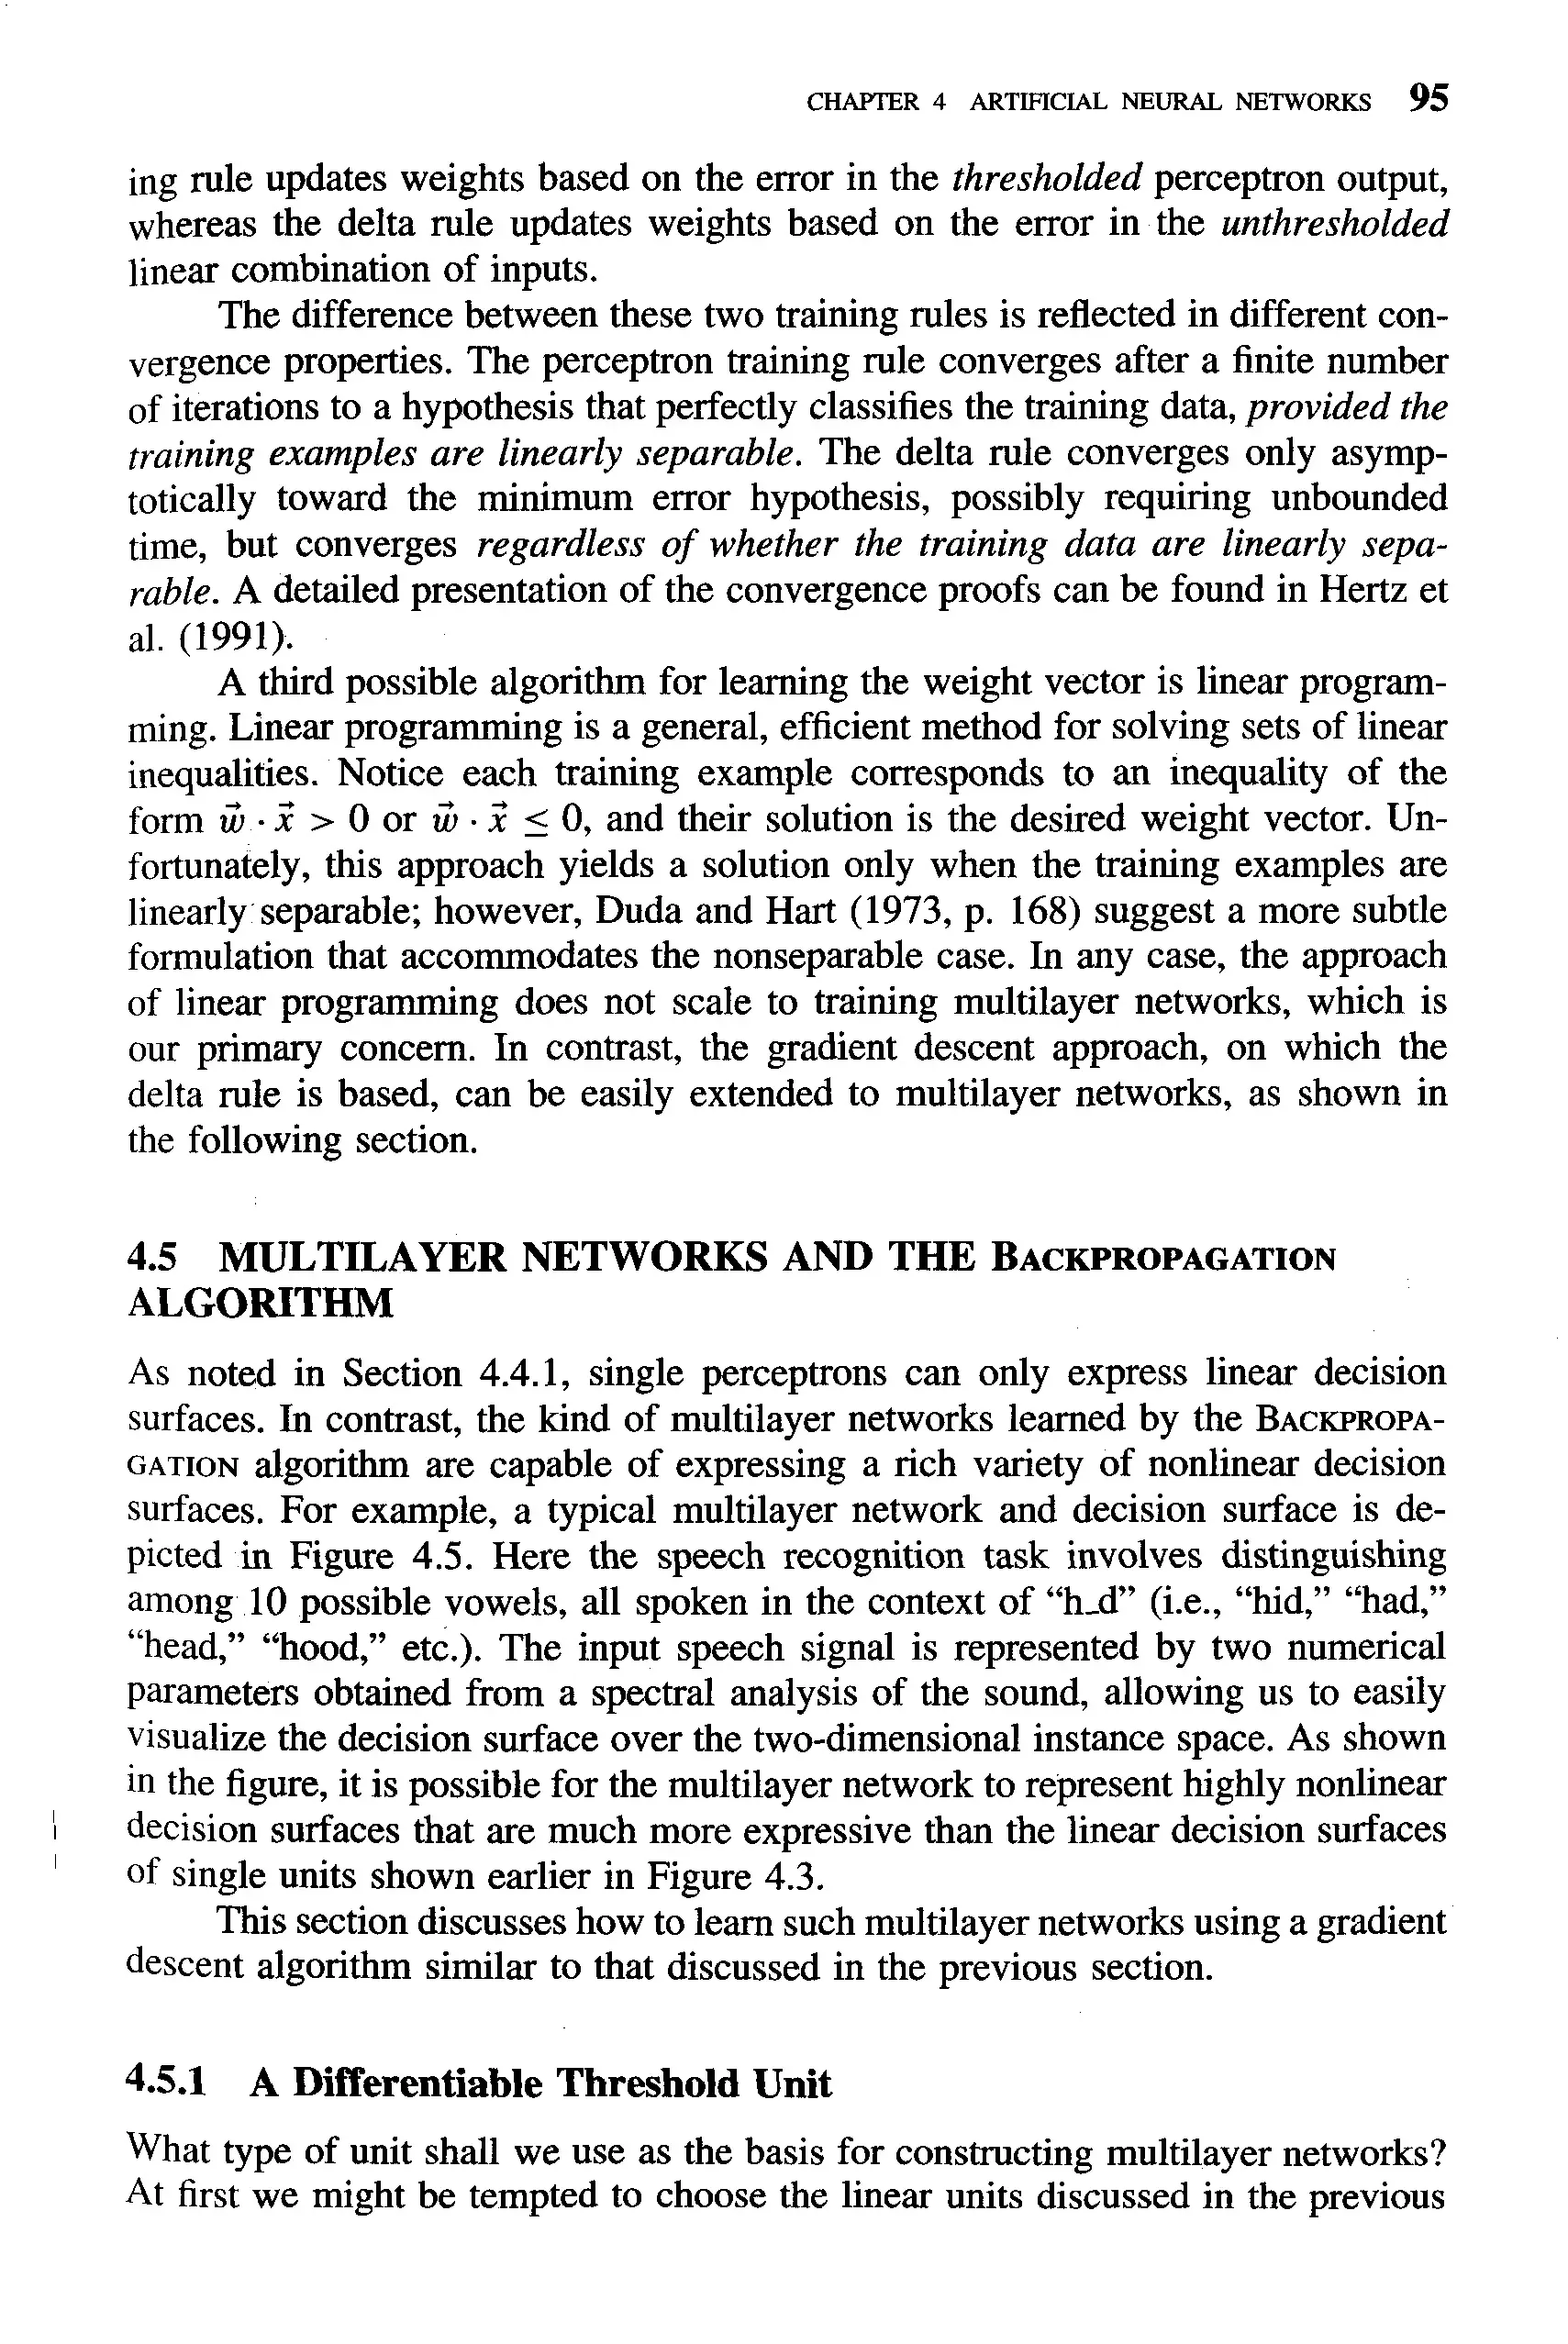 CHAPTER 4 ARTIFICIAL NEURAL NETWORKS 95
ing rule updates weights based on the error in the thresholded perceptron output,
whereas the delta rule updates weights based on the error in the unthresholded
linear combination of inputs.
The difference between these two training rules is reflected in different con-
vergence properties. The perceptron training rule converges after a finite number
of iterations to a hypothesis that perfectly classifies the training data, provided the
training examples are linearly separable. The delta rule converges only asymp-
totically toward the minimum error hypothesis, possibly requiring unbounded
time, but converges regardless of whether the training data are linearly sepa-
rable. A detailed presentation of the convergence proofs can be found in Hertz et
al. (1991).
A third possible algorithm for learning the weight vector is linear program-
ming. Linear programming is a general, efficient method for solving sets of linear
inequalities. Notice each training example corresponds to an inequality of the
form w⃗ · x⃗ > 0 or w⃗ · x⃗ ≤ 0, and their solution is the desired weight vector. Un-
fortunately, this approach yields a solution only when the training examples are
linearly separable; however, Duda and Hart (1973, p. 168) suggest a more subtle
formulation that accommodates the nonseparable case. In any case, the approach
of linear programming does not scale to training multilayer networks, which is
our primary concern. In contrast, the gradient descent approach, on which the
delta rule is based, can be easily extended to multilayer networks, as shown in
the following section.
4.5 MULTILAYER NETWORKS AND THE BACKPROPAGATION
ALGORITHM
As noted in Section 4.4.1, single perceptrons can only express linear decision
surfaces. In contrast, the kind of multilayer networks learned by the BACKPROPA-
GATION algorithm are capable of expressing a rich variety of nonlinear decision
surfaces. For example, a typical multilayer network and decision surface is de-
picted in Figure 4.5. Here the speech recognition task involves distinguishing
among 10 possible vowels, all spoken in the context of “h_d” (i.e., “hid,” “had,”
“head,” “hood,” etc.). The input speech signal is represented by two numerical
parameters obtained from a spectral analysis of the sound, allowing us to easily
visualize the decision surface over the two-dimensional instance space. As shown
in the figure, it is possible for the multilayer network to represent highly nonlinear
decision surfaces that are much more expressive than the linear decision surfaces
of single units shown earlier in Figure 4.3.
This section discusses how to learn such multilayer networks using a gradient
descent algorithm similar to that discussed in the previous section.
4.5.1 A Differentiable Threshold Unit
What type of unit shall we use as the basis for constructing multilayer networks?
At first we might be tempted to choose the linear units discussed in the previous